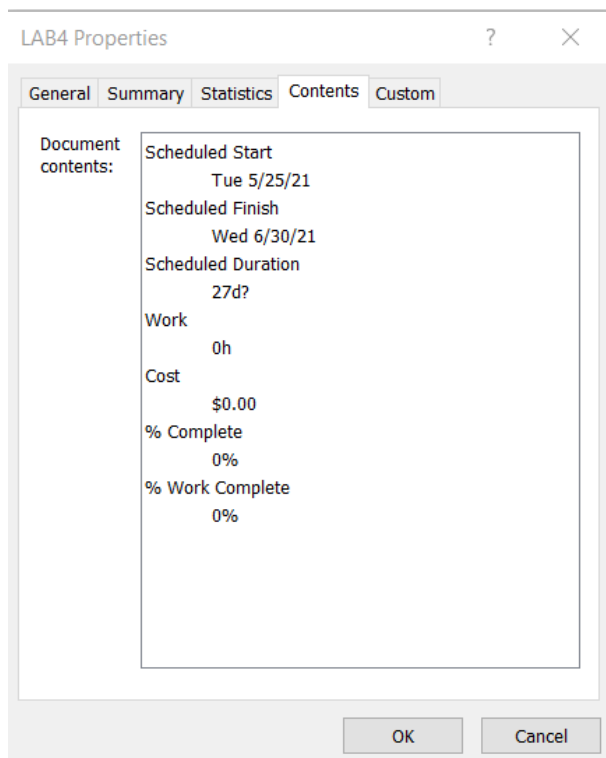 LAB4 Properties ?
General Summary Statistics Contents Custom
Document contents:
Scheduled Start
Tue 5/25/21
Scheduled Finish
Wed 6/30/21
Scheduled Duration
27d?
Work
0h
Cost
$0.00
% Complete
0%
% Work Complete
0%
OK Cancel